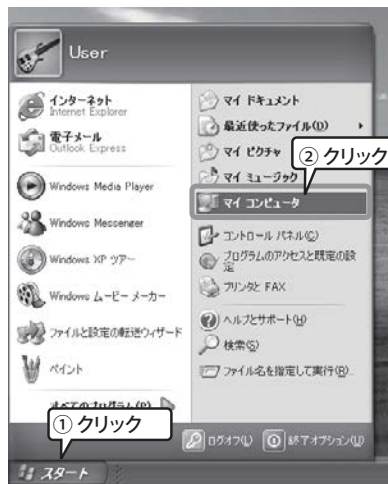 User
インターネット
Internet Explorer
電子メール
Outlook Express
Windows Media Player
Windows Messenger
Windows XP ツアー
Windows ムービー メーカー
ファイルと設定の転送ウィザード
ペイント
すべてのプログラム(P)
① クリック
スタート
マイ ドキュメント
最近使ったファイル(D)
マイ ピクチャ
② クリック
マイ ミュージック
マイ コンピュータ
コントロール パネル(C)
プログラムのアクセスと既定の設
定
プリンタと FAX
ヘルプとサポート(H)
検索(S)
ファイル名を指定して実行(R)...
ログオフ(L)
終了オプション(U)